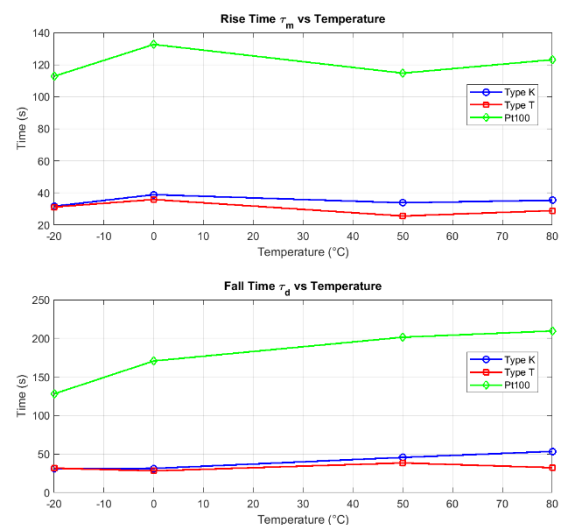 Rise Time τm vs Temperature
140
120
100
80
60
40
20
Time (s)
Type K
Type T
Pt100
-20 -10 0 10 20 30 40 50 60 70 80
Temperature (°C)
Fall Time τd vs Temperature
250
200
150
100
50
0
Time (s)
Type K
Type T
Pt100
-20 -10 0 10 20 30 40 50 60 70 80
Temperature (°C)